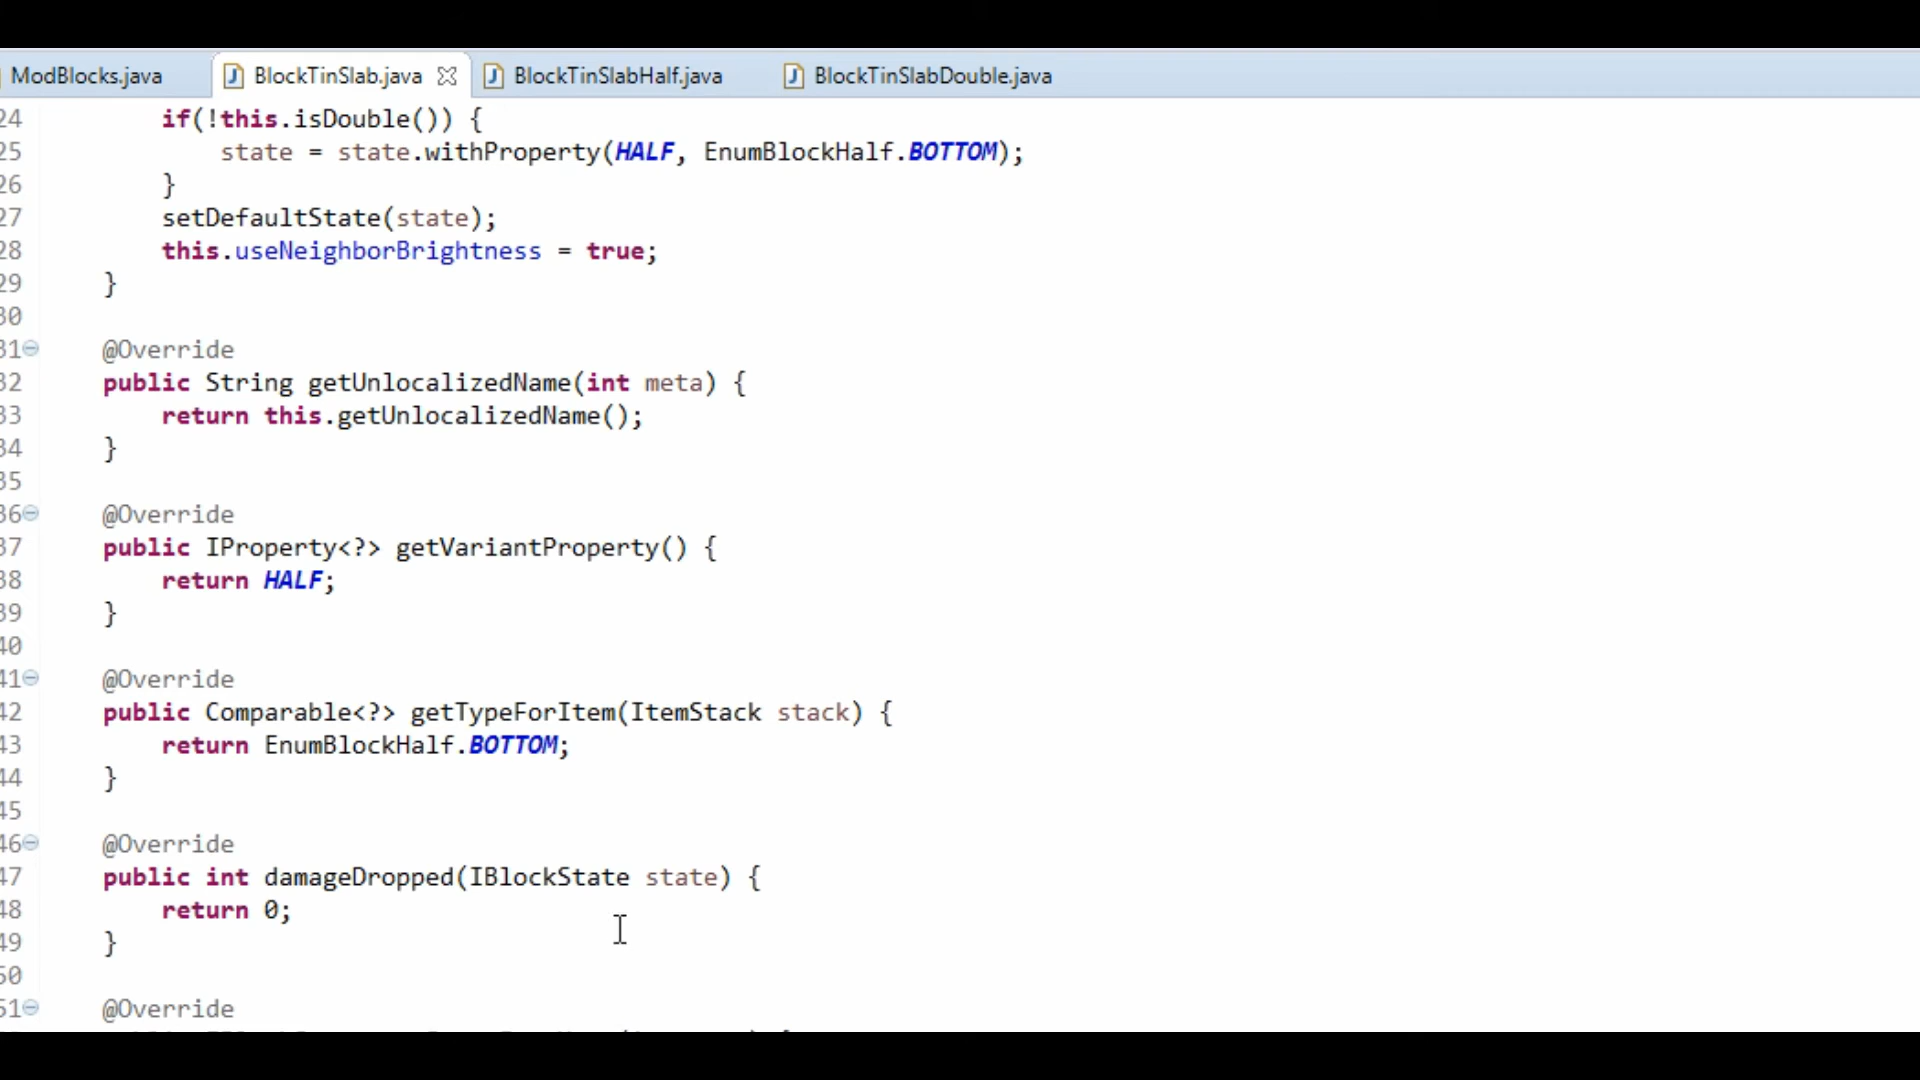 ModBlocks.java BlockTinSlab.java BlockTinSlabHalf.java BlockTinSlabDouble.java
24 if(!this.isDouble()) {
25 state = state.withProperty(HALF, EnumBlockHalf.BOTTOM);
26 }
27 setDefaultState(state);
28 this.useNeighborBrightness = true;
29 }
30
31 @Override
32 public String getUnlocalizedName(int meta) {
33 return this.getUnlocalizedName();
34 }
35
36 @Override
37 public IProperty<?> getVariantProperty() {
38 return HALF;
39 }
40
41 @Override
42 public Comparable<?> getTypeForItem(ItemStack stack) {
43 return EnumBlockHalf.BOTTOM;
44 }
45
46 @Override
47 public int damageDropped(IBlockState state) {
48 return 0;
49 }
50
51 @Override